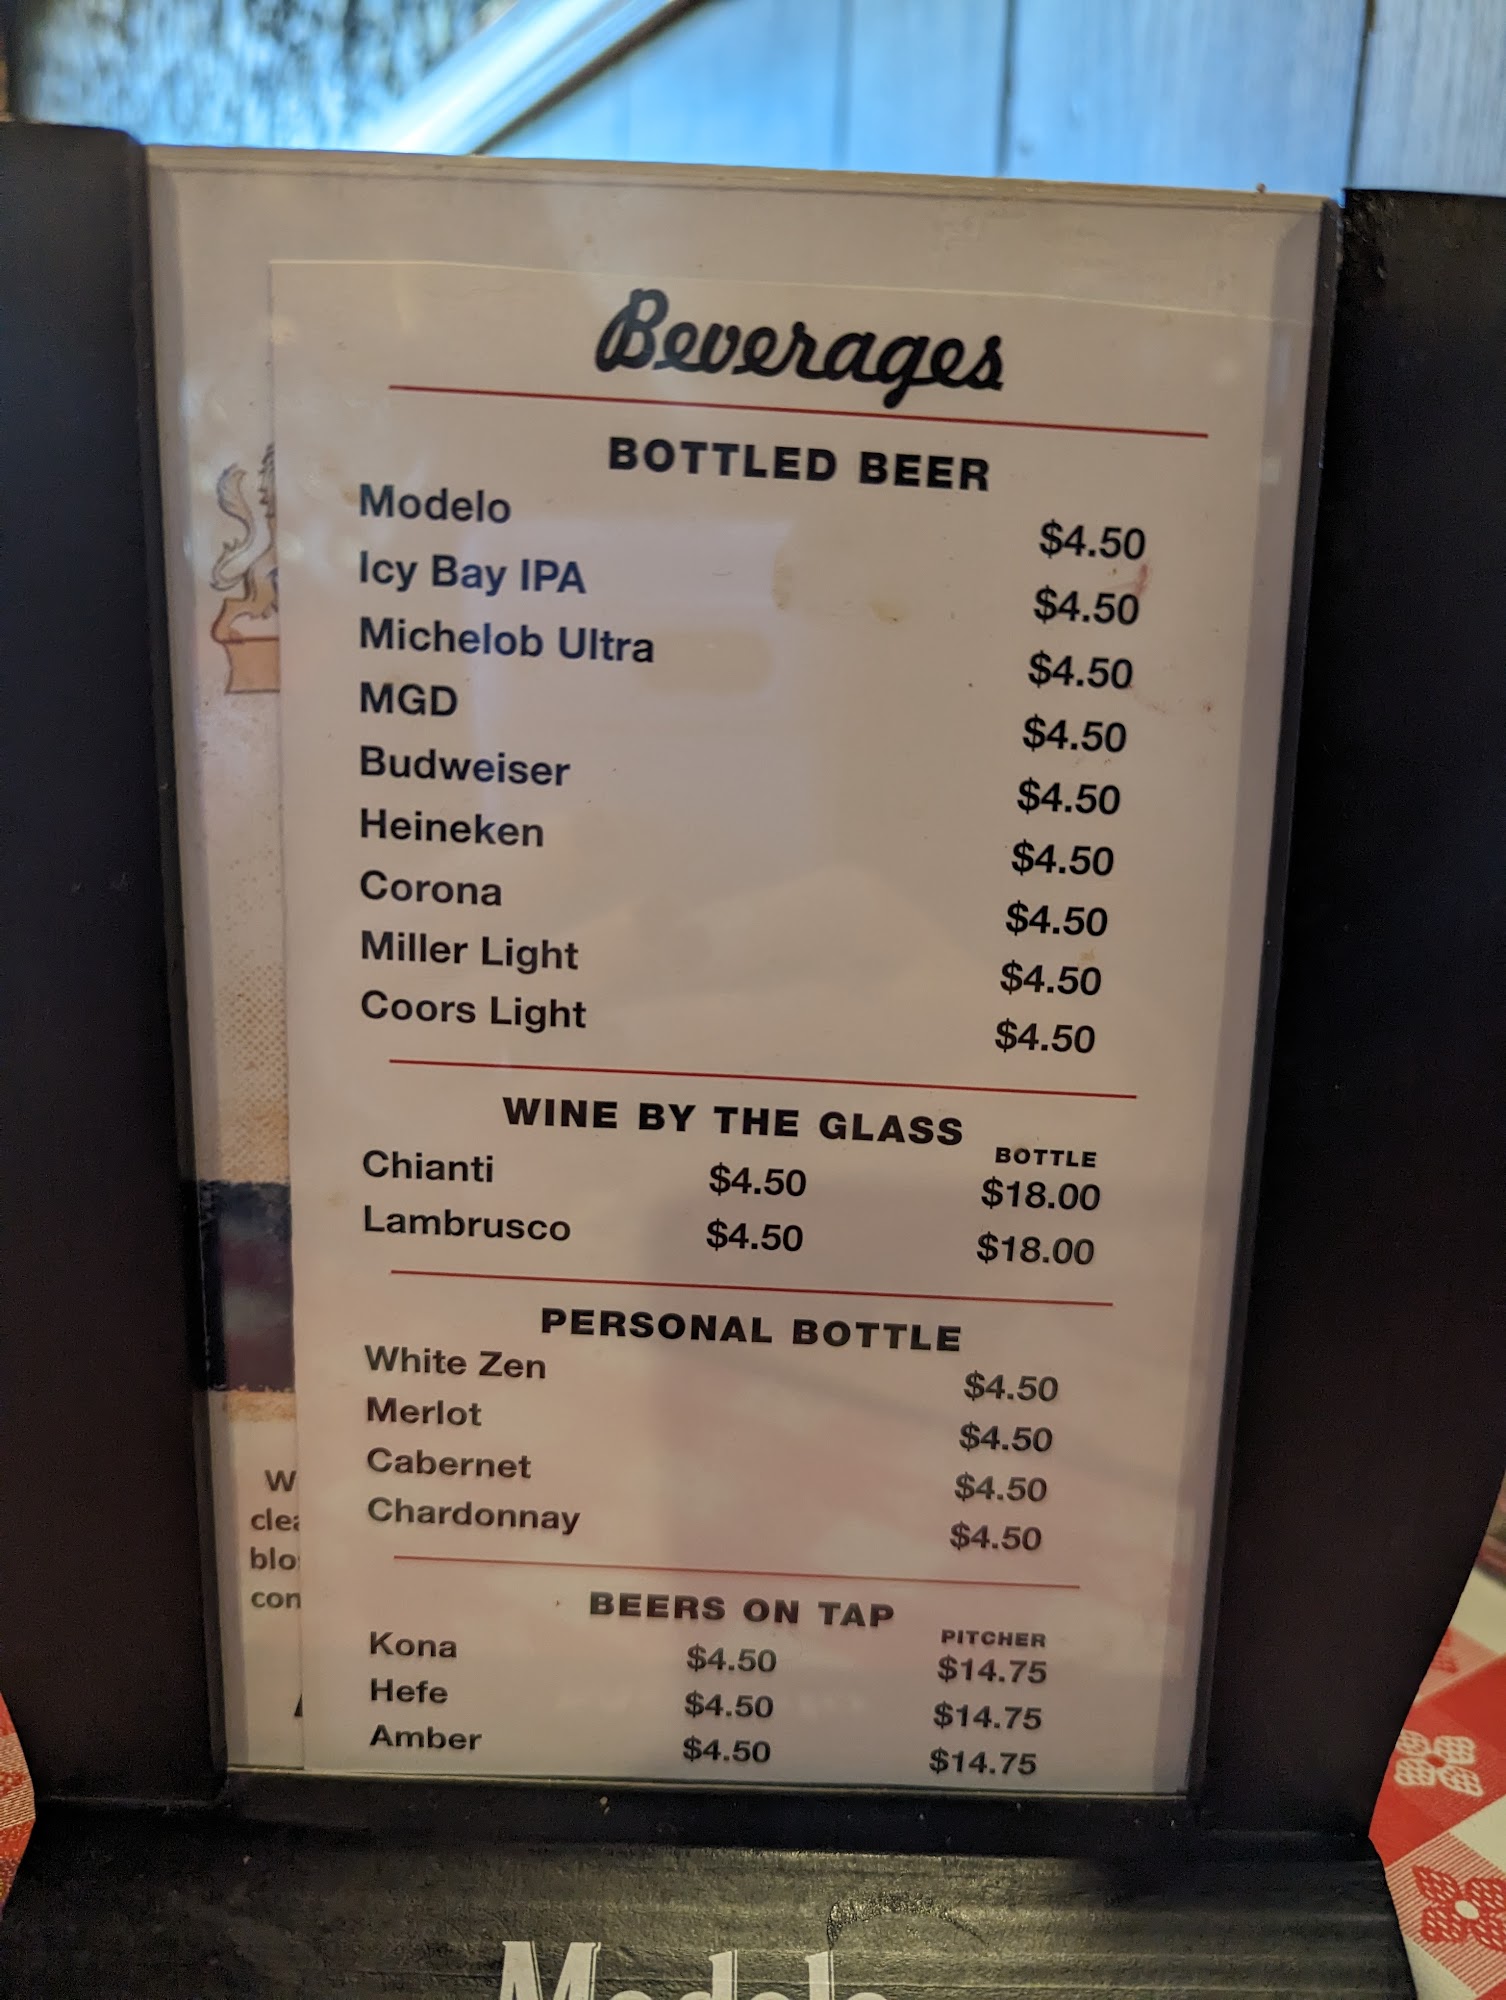 Beverages
BOTTLED BEER
Modelo $4.50
Icy Bay IPA $4.50
Michelob Ultra $4.50
MGD $4.50
Budweiser $4.50
Heineken $4.50
Corona $4.50
Miller Light $4.50
Coors Light $4.50
WINE BY THE GLASS BOTTLE
Chianti $4.50 $18.00
Lambrusco $4.50 $18.00
PERSONAL BOTTLE
White Zen $4.50
Merlot $4.50
Cabernet $4.50
Chardonnay $4.50
BEERS ON TAP PITCHER
Kona $4.50 $14.75
Hefe $4.50 $14.75
Amber $4.50 $14.75
Modelo